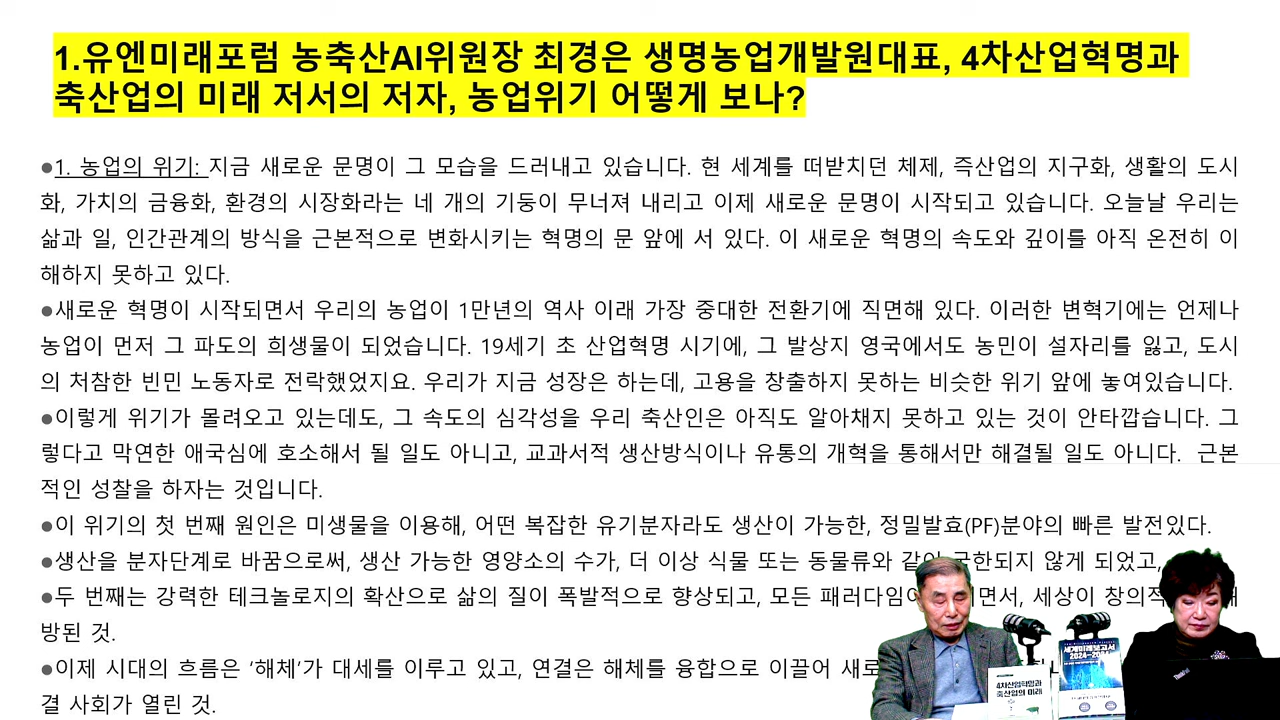 1.유엔미래포럼 농축산AI위원장 최경은 생명농업개발원대표, 4차산업혁명과
축산업의 미래 저서의 저자, 농업위기 어떻게 보나?
●1. 농업의 위기: 지금 새로운 문명이 그 모습을 드러내고 있습니다. 현 세계를 떠받치던 체제, 즉산업의 지구화, 생활의 도시
화, 가치의 금융화, 환경의 시장화라는 네 개의 기둥이 무너져 내리고 이제 새로운 문명이 시작되고 있습니다. 오늘날 우리는
삶과 일, 인간관계의 방식을 근본적으로 변화시키는 혁명의 문 앞에 서 있다. 이 새로운 혁명의 속도와 깊이를 아직 온전히 이
해하지 못하고 있다.
●새로운 혁명이 시작되면서 우리의 농업이 1만년의 역사 이래 가장 중대한 전환기에 직면해 있다. 이러한 변혁기에는 언제나
농업이 먼저 그 파도의 희생물이 되었습니다. 19세기 초 산업혁명 시기에, 그 발상지 영국에서도 농민이 설자리를 잃고, 도시
의 처참한 빈민 노동자로 전락했었지요. 우리가 지금 성장은 하는데, 고용을 창출하지 못하는 비슷한 위기 앞에 놓여있습니다.
●이렇게 위기가 몰려오고 있는데도, 그 속도의 심각성을 우리 축산인은 아직도 알아채지 못하고 있는 것이 안타깝습니다. 그
렇다고 막연한 애국심에 호소해서 될 일도 아니고, 교과서적 생산방식이나 유통의 개혁을 통해서만 해결될 일도 아니다. 근본
적인 성찰을 하자는 것입니다.
●이 위기의 첫 번째 원인은 미생물을 이용해, 어떤 복잡한 유기분자라도 생산이 가능한, 정밀발효(PF)분야의 빠른 발전있다.
●생산을 분자단계로 바꿈으로써, 생산 가능한 영양소의 수가, 더 이상 식물 또는 동물류와 같이 국한되지 않게 되었고,
●두 번째는 강력한 테크놀로지의 확산으로 삶의 질이 폭발적으로 향상되고, 모든 패러다임이 면서, 세상이 창의적
방된 것.
●이제 시대의 흐름은 ‘해체’가 대세를 이루고 있고, 연결은 해체를 융합으로 이끌어 새로
결 사회가 열린 것.
4차산업혁명과
축산업의 미래
세계미래보고서
ThinkPad